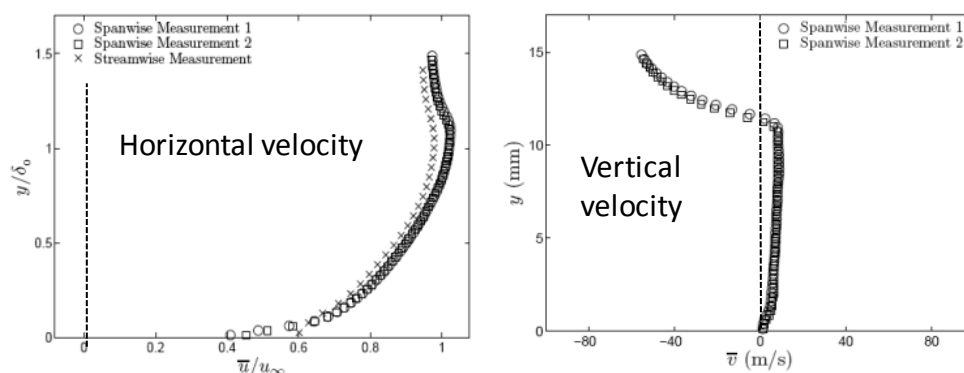 ○ Spanwise Measurement 1
□ Spanwise Measurement 2
× Streamwise Measurement
1.5
1
0.5
0
y/δ₀
Horizontal velocity
0 0.2 0.4 0.6 0.8 1
u̅/u∞
○ Spanwise Measurement 1
□ Spanwise Measurement 2
15
10
5
0
y (mm)
Vertical
velocity
−80 −40 0 40 80
v̅ (m/s)